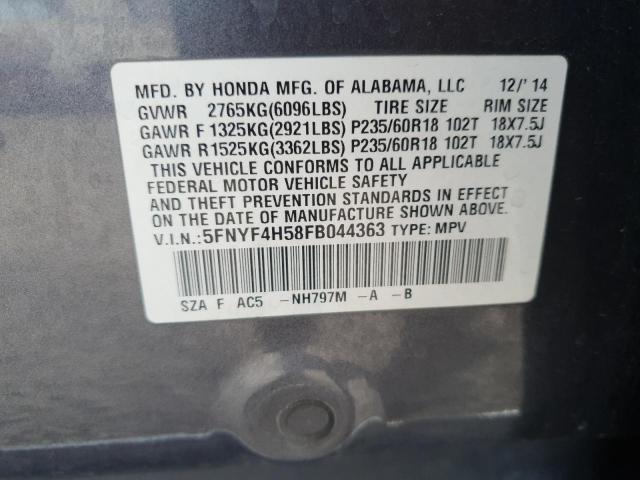 MFD. BY HONDA MFG. OF ALABAMA, LLC 12/'14
GVWR 2765KG(6096LBS) TIRE SIZE RIM SIZE
GAWR F 1325KG(2921LBS) P235/60R18 102T 18X7.5J
GAWR R1525KG(3362LBS) P235/60R18 102T 18X7.5J
THIS VEHICLE CONFORMS TO ALL APPLICABLE
FEDERAL MOTOR VEHICLE SAFETY
AND THEFT PREVENTION STANDARDS IN EFFECT
ON THE DATE OF MANUFACTURE SHOWN ABOVE.
V.I.N.:5FNYF4H58FB044363 TYPE: MPV
SZA F AC5 -NH797M -A -B